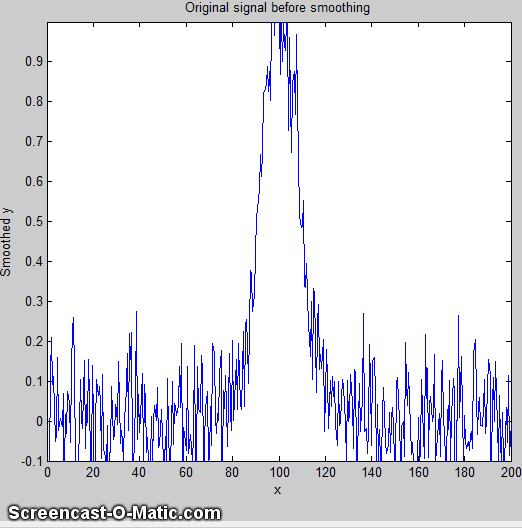 Original signal before smoothing
Smoothed y
0.9
0.8
0.7
0.6
0.5
0.4
0.3
0.2
0.1
0
-0.1
0 20 40 60 80 100 120 140 160 180 200
x
Screencast-O-Matic.com